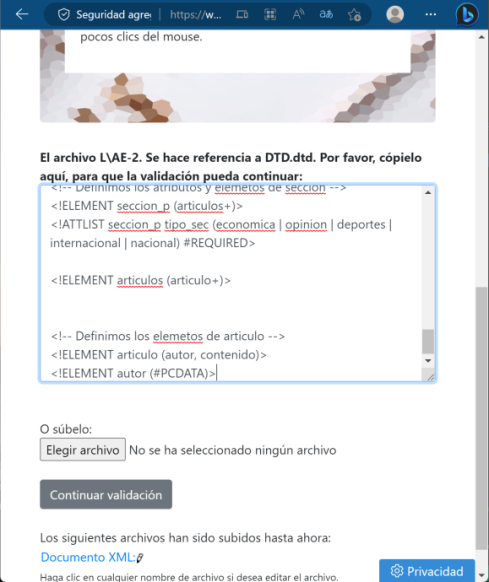 Seguridad agre
https://w...
pocos clics del mouse.
El archivo L\AE-2. Se hace referencia a DTD.dtd. Por favor, cópielo
aquí, para que la validación pueda continuar:
<!-- Definimos los atributos y elemetos de seccion -->
<!ELEMENT seccion_p (articulos+)>
<!ATTLIST seccion_p tipo_sec (economica | opinion | deportes |
internacional | nacional) #REQUIRED>
<!ELEMENT articulos (articulo+)>
<!-- Definimos los elemetos de articulo -->
<!ELEMENT articulo (autor, contenido)>
<!ELEMENT autor (#PCDATA)>
O súbelo:
Elegir archivo No se ha seleccionado ningún archivo
Continuar validación
Los siguientes archivos han sido subidos hasta ahora:
Documento XML:
Privacidad
Haga clic en cualquier nombre de archivo si desea editar el archivo.